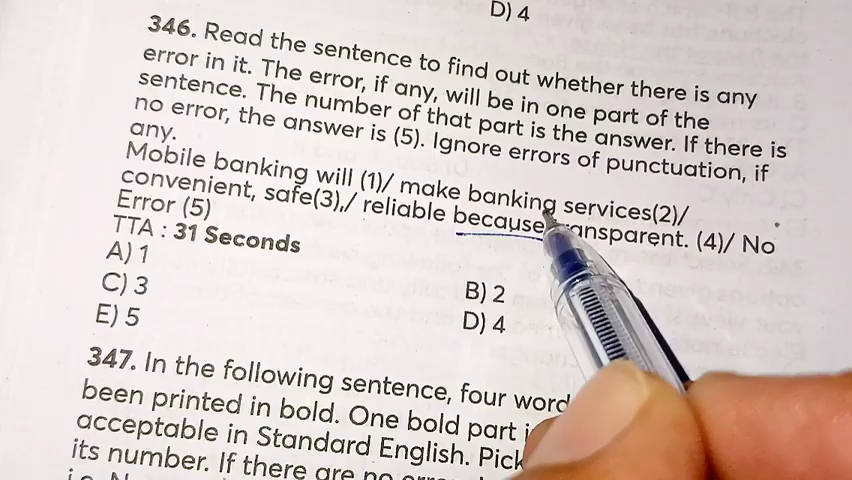 D) 4
346. Read the sentence to find out whether there is any
error in it. The error, if any, will be in one part of the
sentence. The number of that part is the answer. If there is
no error, the answer is (5). Ignore errors of punctuation, if
any.
Mobile banking will (1)/ make banking services(2)/
convenient, safe(3),/ reliable because transparent. (4)/ No
Error (5)
TTA : 31 Seconds
A) 1
B) 2
C) 3
D) 4
E) 5
347. In the following sentence, four word
been printed in bold. One bold part i
acceptable in Standard English. Pick
its number. If there are no